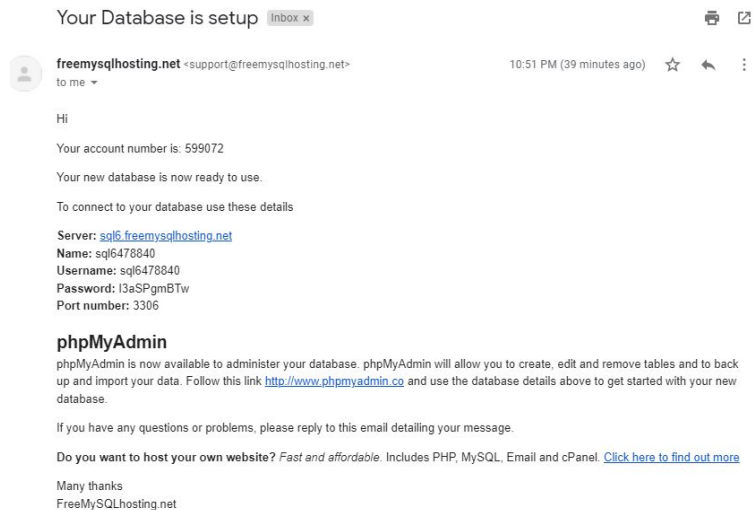 Your Database is setup Inbox x
freemysqlhosting.net <support@freemysqlhosting.net> 10:51 PM (39 minutes ago)
to me
Hi
Your account number is: 599072
Your new database is now ready to use.
To connect to your database use these details
Server: sql6.freemysqlhosting.net
Name: sql6478840
Username: sql6478840
Password:
Port number: 3306
phpMyAdmin
phpMyAdmin is now available to administer your database. phpMyAdmin will allow you to create, edit and remove tables and to back
up and import your data. Follow this link http://www.phpmyadmin.co and use the database details above to get started with your new
database.
If you have any questions or problems, please reply to this email detailing your message.
Do you want to host your own website? Fast and affordable. Includes PHP, MySQL, Email and cPanel. Click here to find out more
Many thanks
FreeMySQLhosting.net